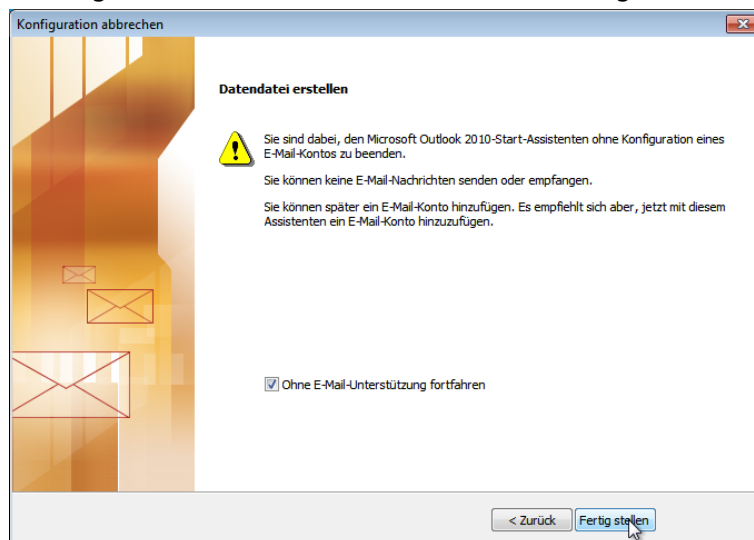 Konfiguration abbrechen
Datendatei erstellen
Sie sind dabei, den Microsoft Outlook 2010-Start-Assistenten ohne Konfiguration eines
E-Mail-Kontos zu beenden.
Sie können keine E-Mail-Nachrichten senden oder empfangen.
Sie können später ein E-Mail-Konto hinzufügen. Es empfiehlt sich aber, jetzt mit diesem
Assistenten ein E-Mail-Konto hinzuzufügen.
Ohne E-Mail-Unterstützung fortfahren
< Zurück
Fertig stellen